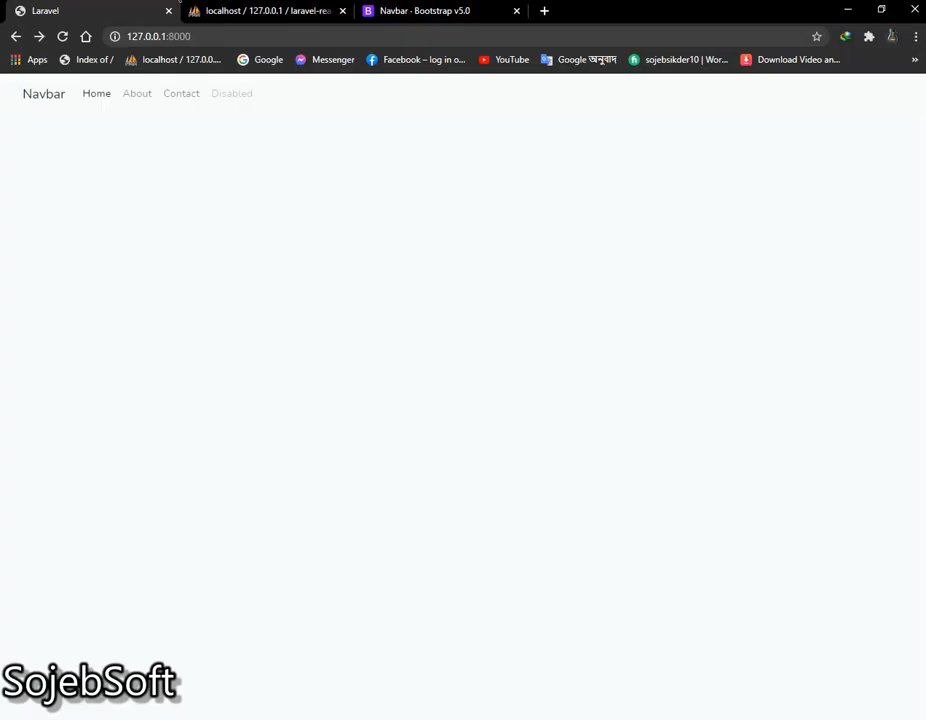 Laravel
localhost / 127.0.0.1 / laravel-rea
Navbar · Bootstrap v5.0
127.0.0.1:8000
Apps
Index of /
localhost / 127.0.0....
Google
Messenger
Facebook – log in o...
YouTube
Google অনুবাদ
sojebsikder10 | Wor...
Download Video an...
Navbar
Home
About
Contact
Disabled
SojebSoft